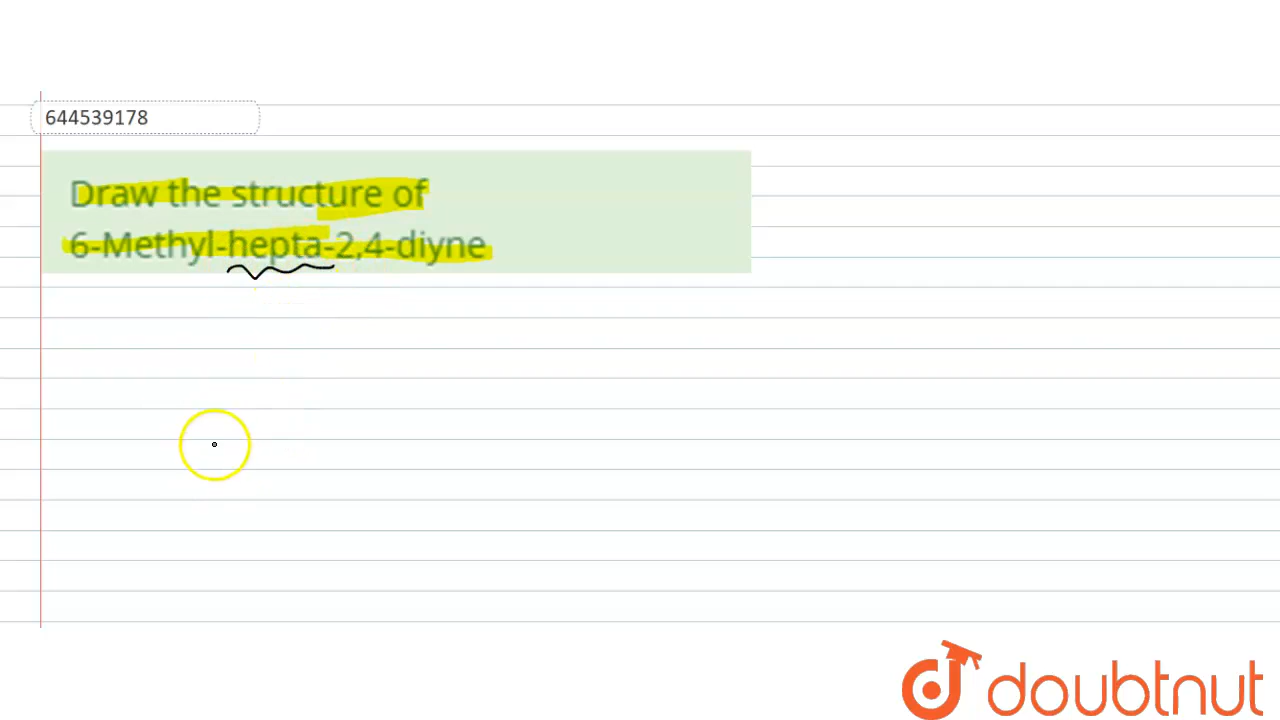 644539178
Draw the structure of
6-Methyl-hepta-2,4-diyne
doubtnut